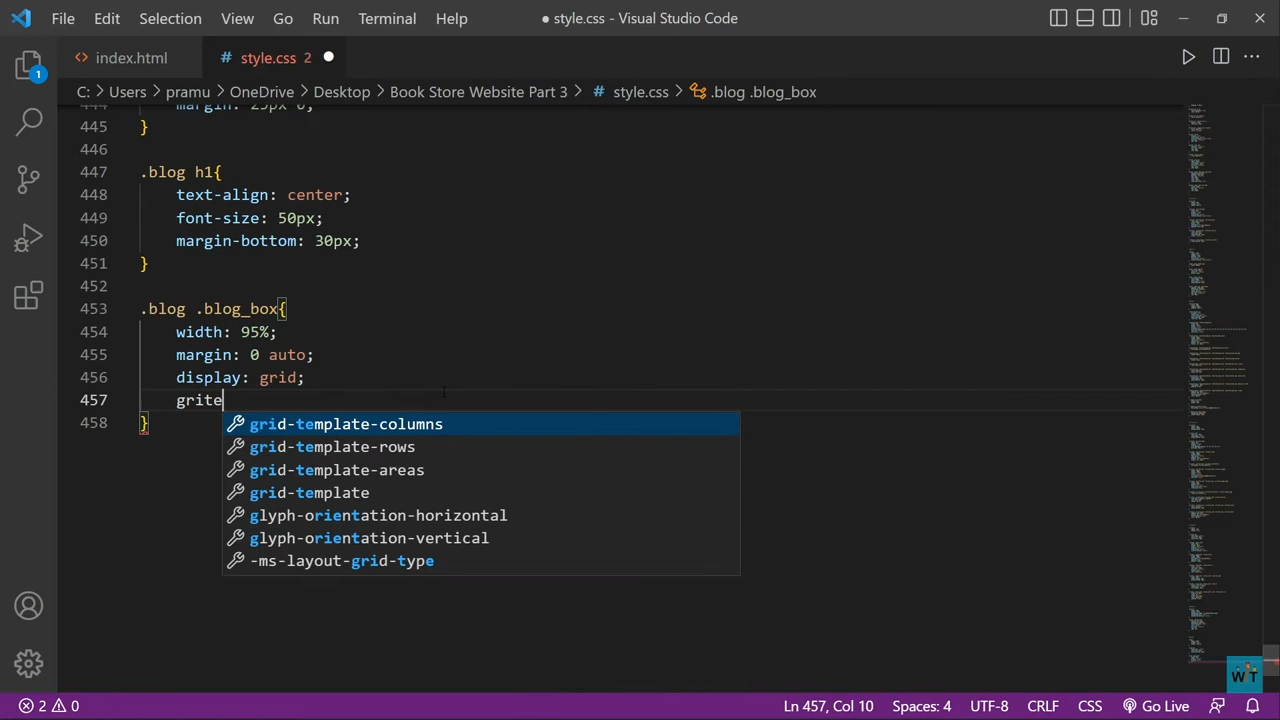 File Edit Selection View Go Run Terminal Help ● style.css - Visual Studio Code
index.html # style.css 2 ●
1
C: > Users > pramu > OneDrive > Desktop > Book Store Website Part 3 > # style.css > .blog .blog_box
444 margin: 25px 0;
445 }
446
447 .blog h1{
448 text-align: center;
449 font-size: 50px;
450 margin-bottom: 30px;
451 }
452
453 .blog .blog_box{
454 width: 95%;
455 margin: 0 auto;
456 display: grid;
457 grite
458 }
grid-template-columns
grid-template-rows
grid-template-areas
grid-template
glyph-orientation-horizontal
glyph-orientation-vertical
-ms-layout-grid-type
WT
2 0 Ln 457, Col 10 Spaces: 4 UTF-8 CRLF CSS Go Live